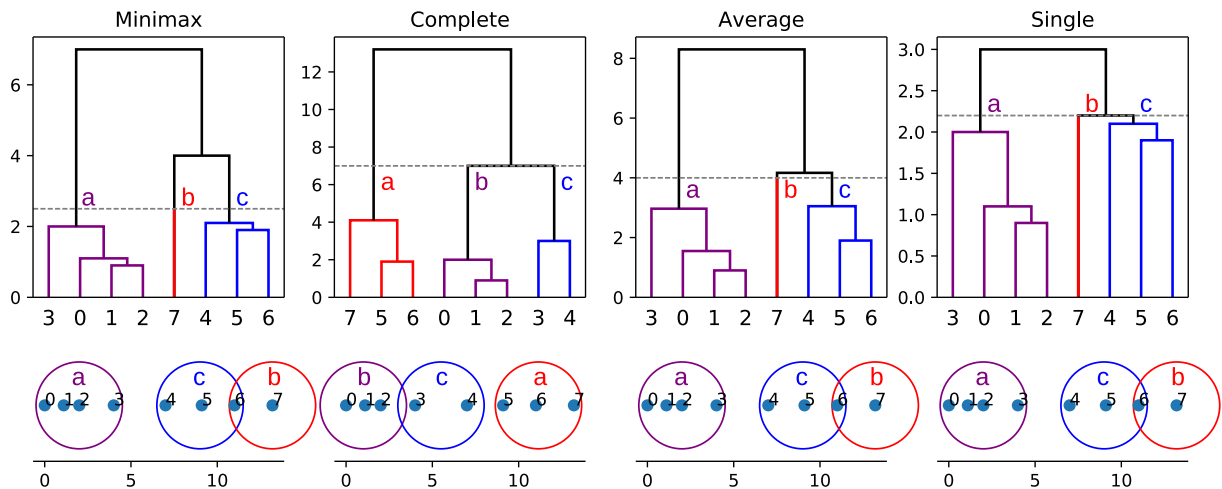 Minimax Complete Average Single
6 4 2 0
a b c
3 0 1 2 7 4 5 6
12 10 8 6 4 2 0
a b c
7 5 6 0 1 2 3 4
8 6 4 2 0
a b c
3 0 1 2 7 4 5 6
3.0 2.5 2.0 1.5 1.0 0.5 0.0
a b c
3 0 1 2 7 4 5 6
a c b
0 1 2 3 4 5 6 7
0 5 10
b c a
0 1 2 3 4 5 6 7
0 5 10
a c b
0 1 2 3 4 5 6 7
0 5 10
a c b
0 1 2 3 4 5 6 7
0 5 10